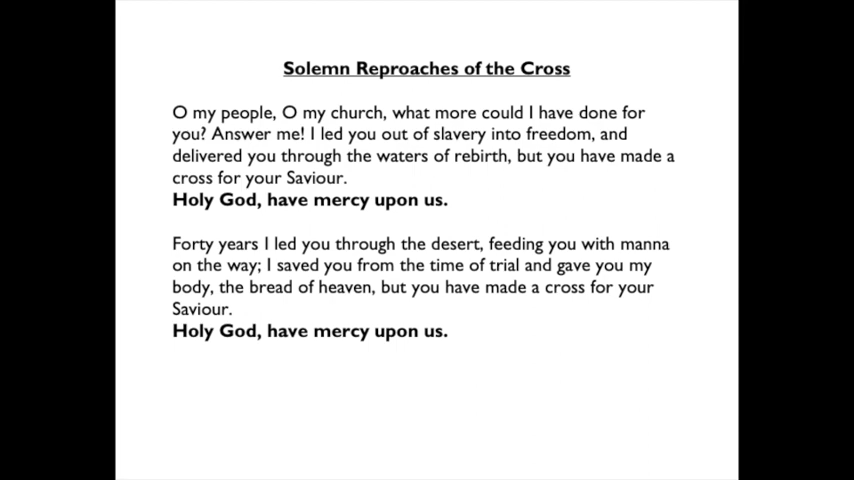 Solemn Reproaches of the Cross
O my people, O my church, what more could I have done for
you? Answer me! I led you out of slavery into freedom, and
delivered you through the waters of rebirth, but you have made a
cross for your Saviour.
Holy God, have mercy upon us.
Forty years I led you through the desert, feeding you with manna
on the way; I saved you from the time of trial and gave you my
body, the bread of heaven, but you have made a cross for your
Saviour.
Holy God, have mercy upon us.